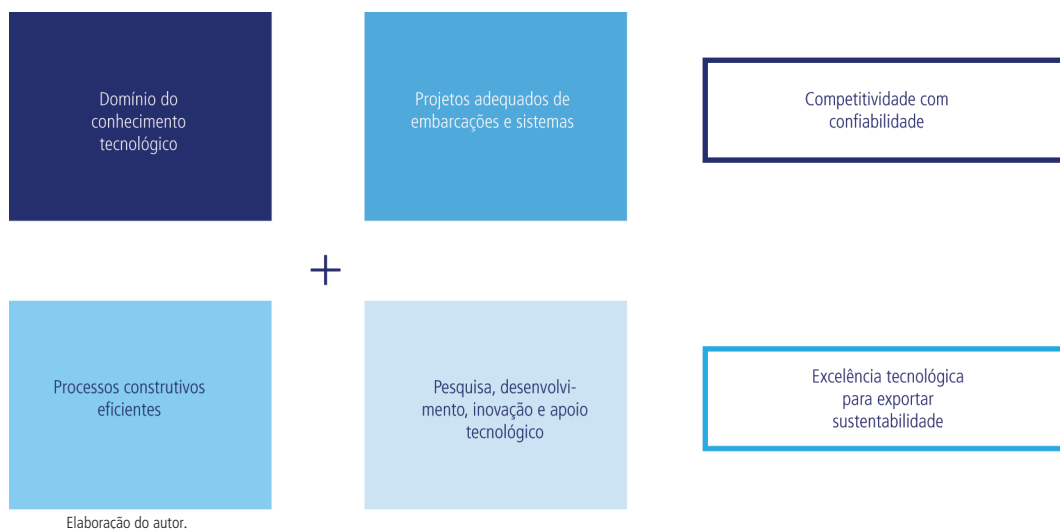 Domínio do
conhecimento
tecnológico
Projetos adequados de
embarcações e sistemas
Competitividade com
confiabilidade
+
Processos construtivos
eficientes
Pesquisa, desenvolvi-
mento, inovação e apoio
tecnológico
Excelência tecnológica
para exportar
sustentabilidade
Elaboração do autor.